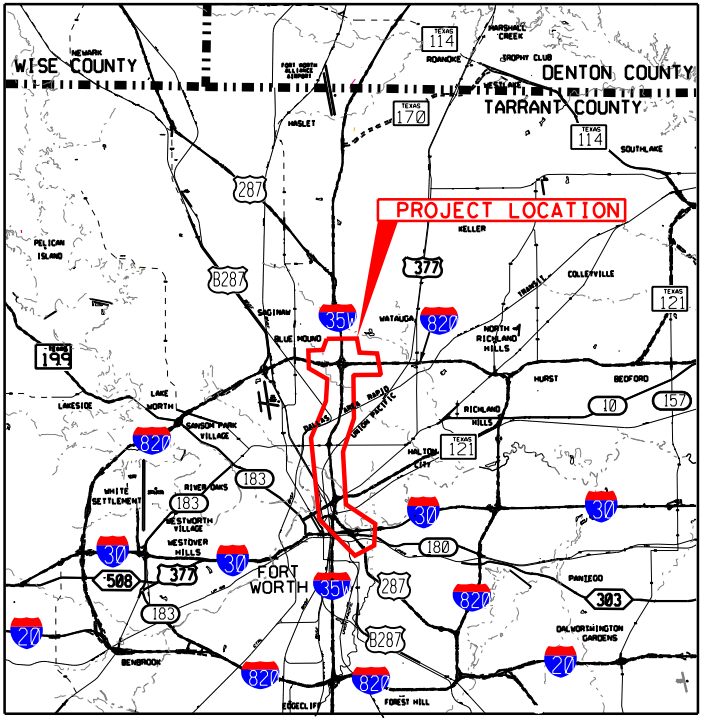 MARSHALL
CREEK
TEXAS
114
NEWARK
ROANOKE
TROPHY CLUB
WISE COUNTY
FORT WORTH
ALLIANCE
AIRPORT
DENTON COUNTY
WESTLAKE
TARRANT COUNTY
TEXAS
170
HASLET
TEXAS
114
SOUTHLAKE
287
PROJECT LOCATION
KELLER
PELICAN
ISLAND
377
COLLEYVILLE
B287
TRANSIT
TEXAS
121
SAGINAW
35W
WATAUGA
820
BLUE MOUND
NORTH
RICHLAND
HILLS
199
HURST
BEDFORD
LAKESIDE
LAKE
WORTH
DALLAS AREA RAPID
UNION PACIFIC
10
157
RICHLAND
HILLS
SANSOM PARK
VILLAGE
820
TEXAS
121
HALTOM
CITY
183
RIVER OAKS
WHITE
SETTLEMENT
183
30
30
WESTWORTH
VILLAGE
WESTOVER
HILLS
30
30
180
508
377
FORT
WORTH
35W
287
PANTEGO
820
303
183
20
B287
DALWORTHINGTON
GARDENS
BENBROOK
20
820
820
EDGECLIFF
FOREST HILL